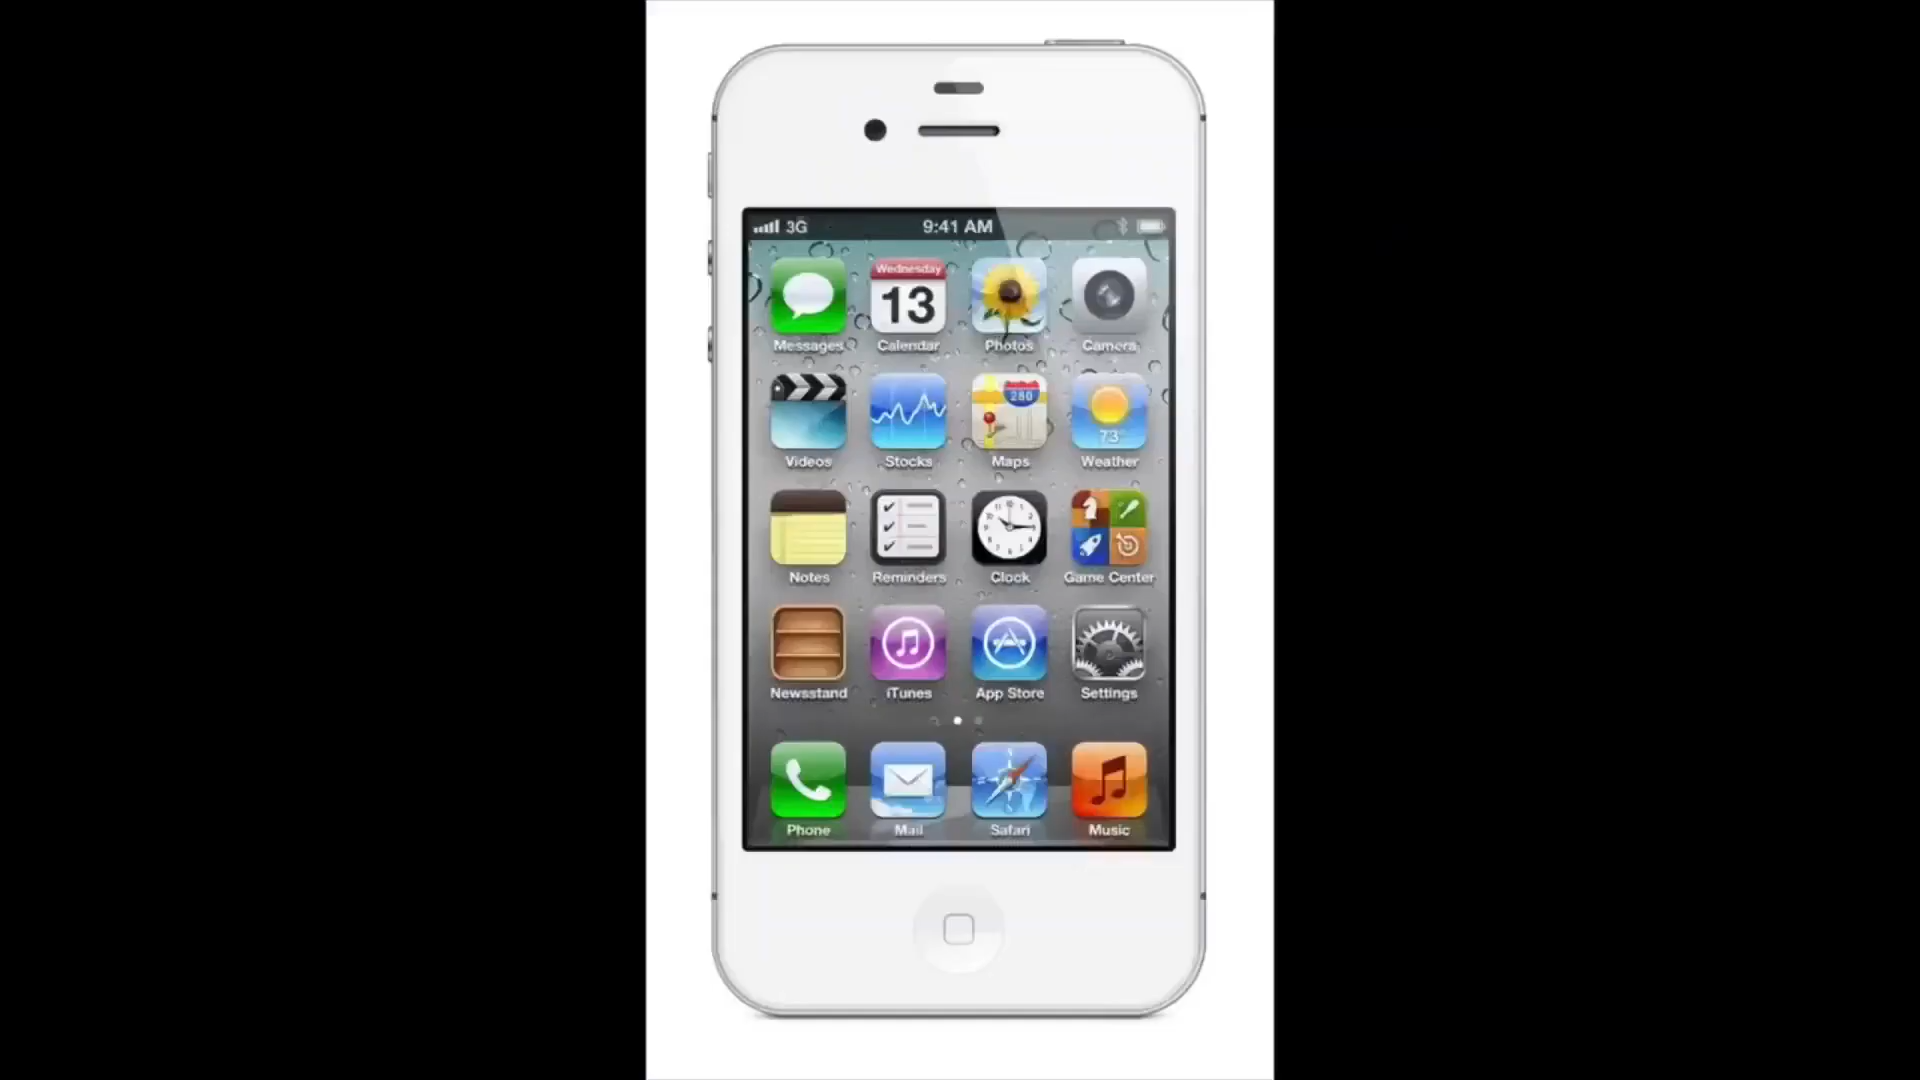 3G 9:41 AM
Wednesday
13
Messages Calendar Photos Camera
280
73
Videos Stocks Maps Weather
Notes Reminders Clock Game Center
Newsstand iTunes App Store Settings
Phone Mail Safari Music